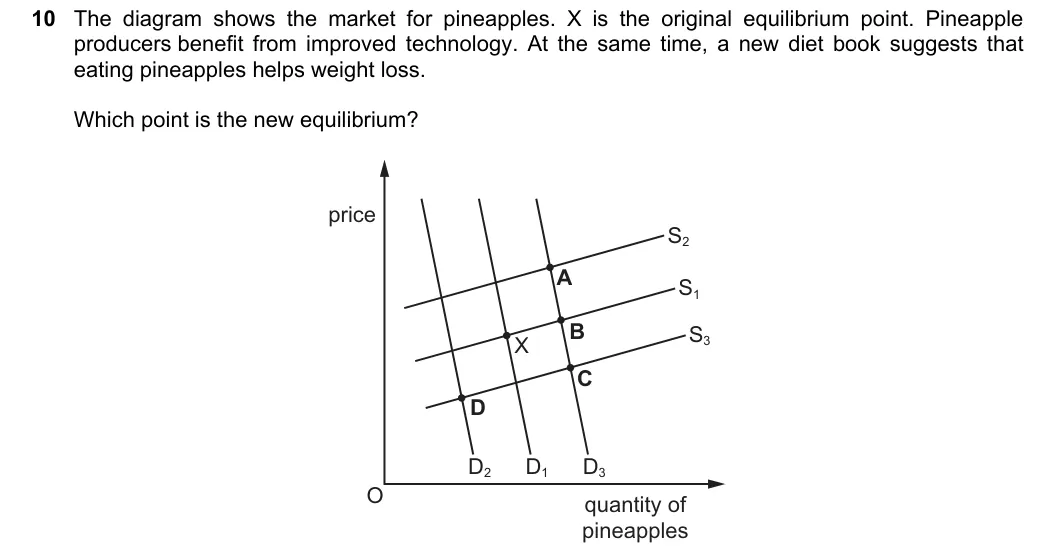 10 The diagram shows the market for pineapples. X is the original equilibrium point. Pineapple
producers benefit from improved technology. At the same time, a new diet book suggests that
eating pineapples helps weight loss.
Which point is the new equilibrium?
price
S₂
A
S₁
B
X
S₃
C
D
D₂ D₁ D₃
O
quantity of
pineapples